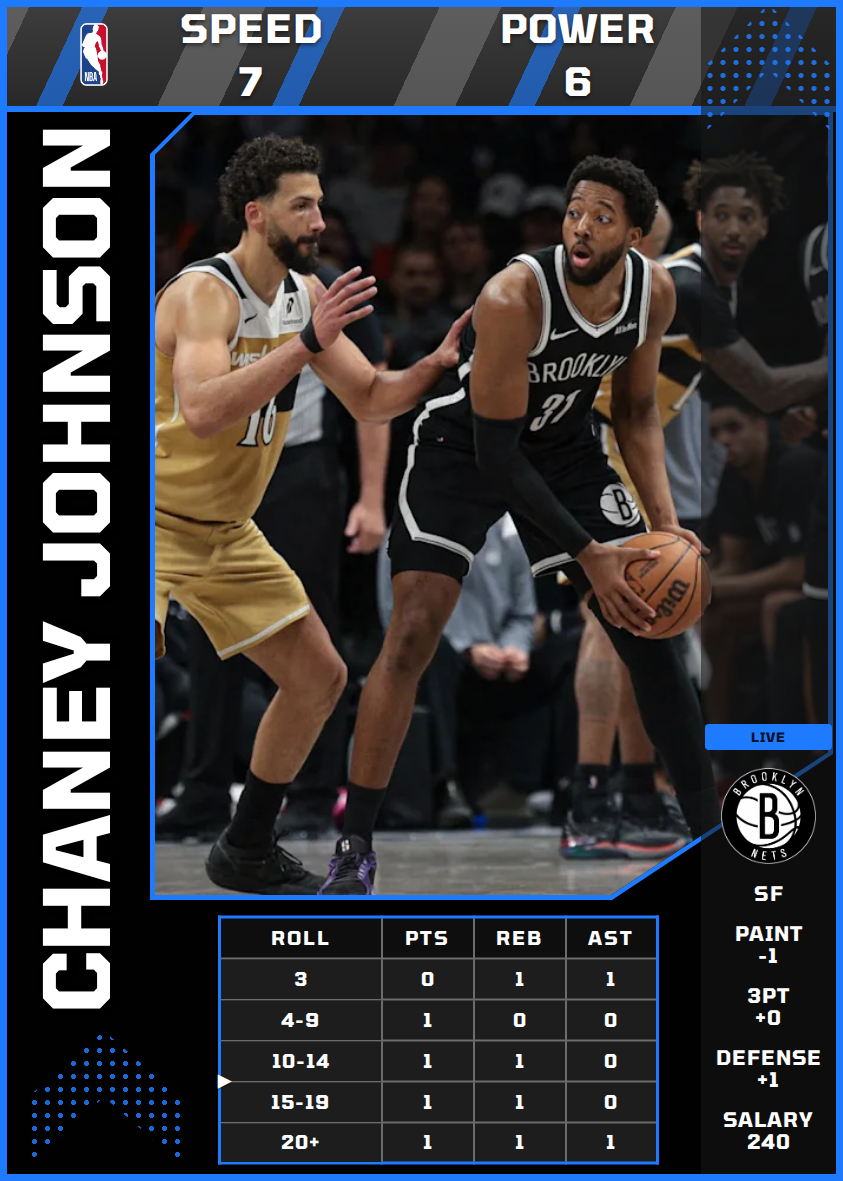 SPEED POWER
7 6
NBA
CHANEY JOHNSON
BROOKLYN
31
16
Wilson
LIVE
BROOKLYN
B
NETS
SF
PAINT
-1
3PT
+0
DEFENSE
+1
SALARY
240
ROLL PTS REB AST
3 0 1 1
4-9 1 0 0
10-14 1 1 0
15-19 1 1 0
20+ 1 1 1